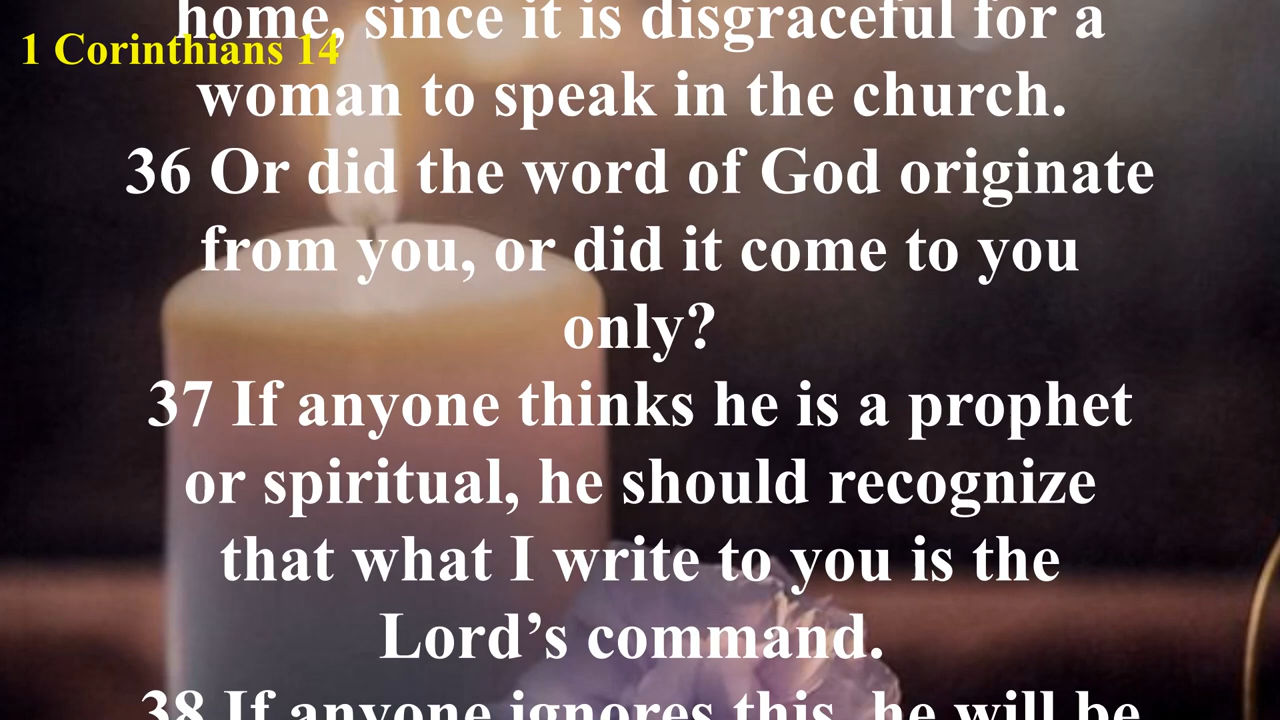 home, since it is disgraceful for a
1 Corinthians 14
woman to speak in the church.
36 Or did the word of God originate
from you, or did it come to you
only?
37 If anyone thinks he is a prophet
or spiritual, he should recognize
that what I write to you is the
Lord’s command.
38 If anyone ignores this, he will be